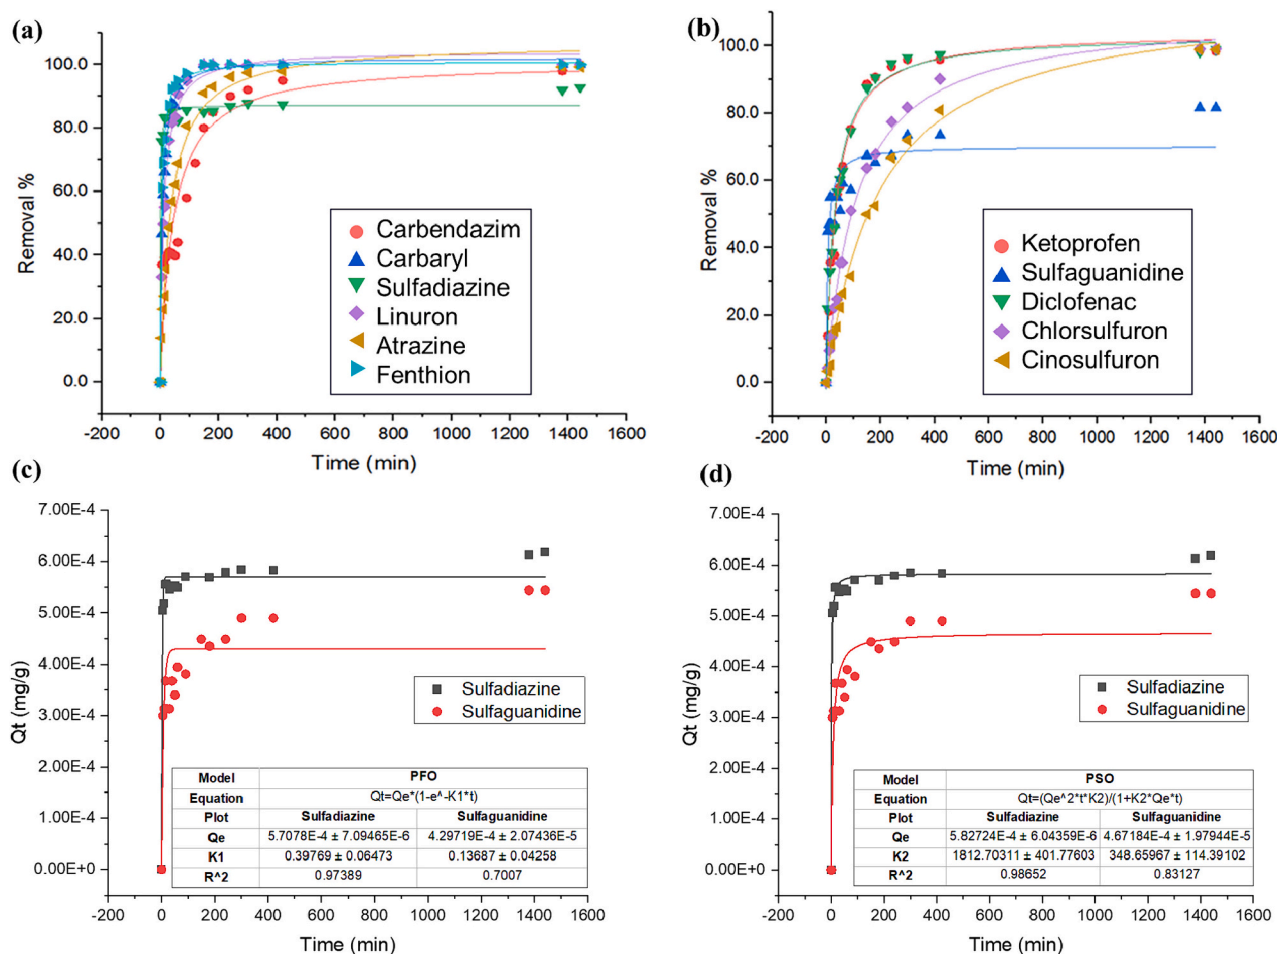 (a)
Removal %
100.0
80.0
60.0
40.0
20.0
0.0
Carbendazim
Carbaryl
Sulfadiazine
Linuron
Atrazine
Fenthion
-200 0 200 400 600 800 1000 1200 1400 1600
Time (min)
(b)
Removal %
100.0
80.0
60.0
40.0
20.0
0.0
Ketoprofen
Sulfaguanidine
Diclofenac
Chlorsulfuron
Cinosulfuron
-200 0 200 400 600 800 1000 1200 1400 1600
Time (min)
(c)
Qt (mg/g)
7.00E-4
6.00E-4
5.00E-4
4.00E-4
3.00E-4
2.00E-4
1.00E-4
0.00E+0
Sulfadiazine
Sulfaguanidine
Model PFO
Equation Qt=Qe*(1-e^-K1*t)
Plot Sulfadiazine Sulfaguanidine
Qe 5.7078E-4 ± 7.09465E-6 4.29719E-4 ± 2.07436E-5
K1 0.39769 ± 0.06473 0.13687 ± 0.04258
R^2 0.97389 0.7007
-200 0 200 400 600 800 1000 1200 1400 1600
Time (min)
(d)
Qt (mg/g)
7.00E-4
6.00E-4
5.00E-4
4.00E-4
3.00E-4
2.00E-4
1.00E-4
0.00E+0
Sulfadiazine
Sulfaguanidine
Model PSO
Equation Qt=(Qe^2*t*K2)/(1+K2*Qe*t)
Plot Sulfadiazine Sulfaguanidine
Qe 5.82724E-4 ± 6.04359E-6 4.67184E-4 ± 1.97944E-5
K2 1812.70311 ± 401.77603 348.65967 ± 114.39102
R^2 0.98652 0.83127
-200 0 200 400 600 800 1000 1200 1400 1600
Time (min)